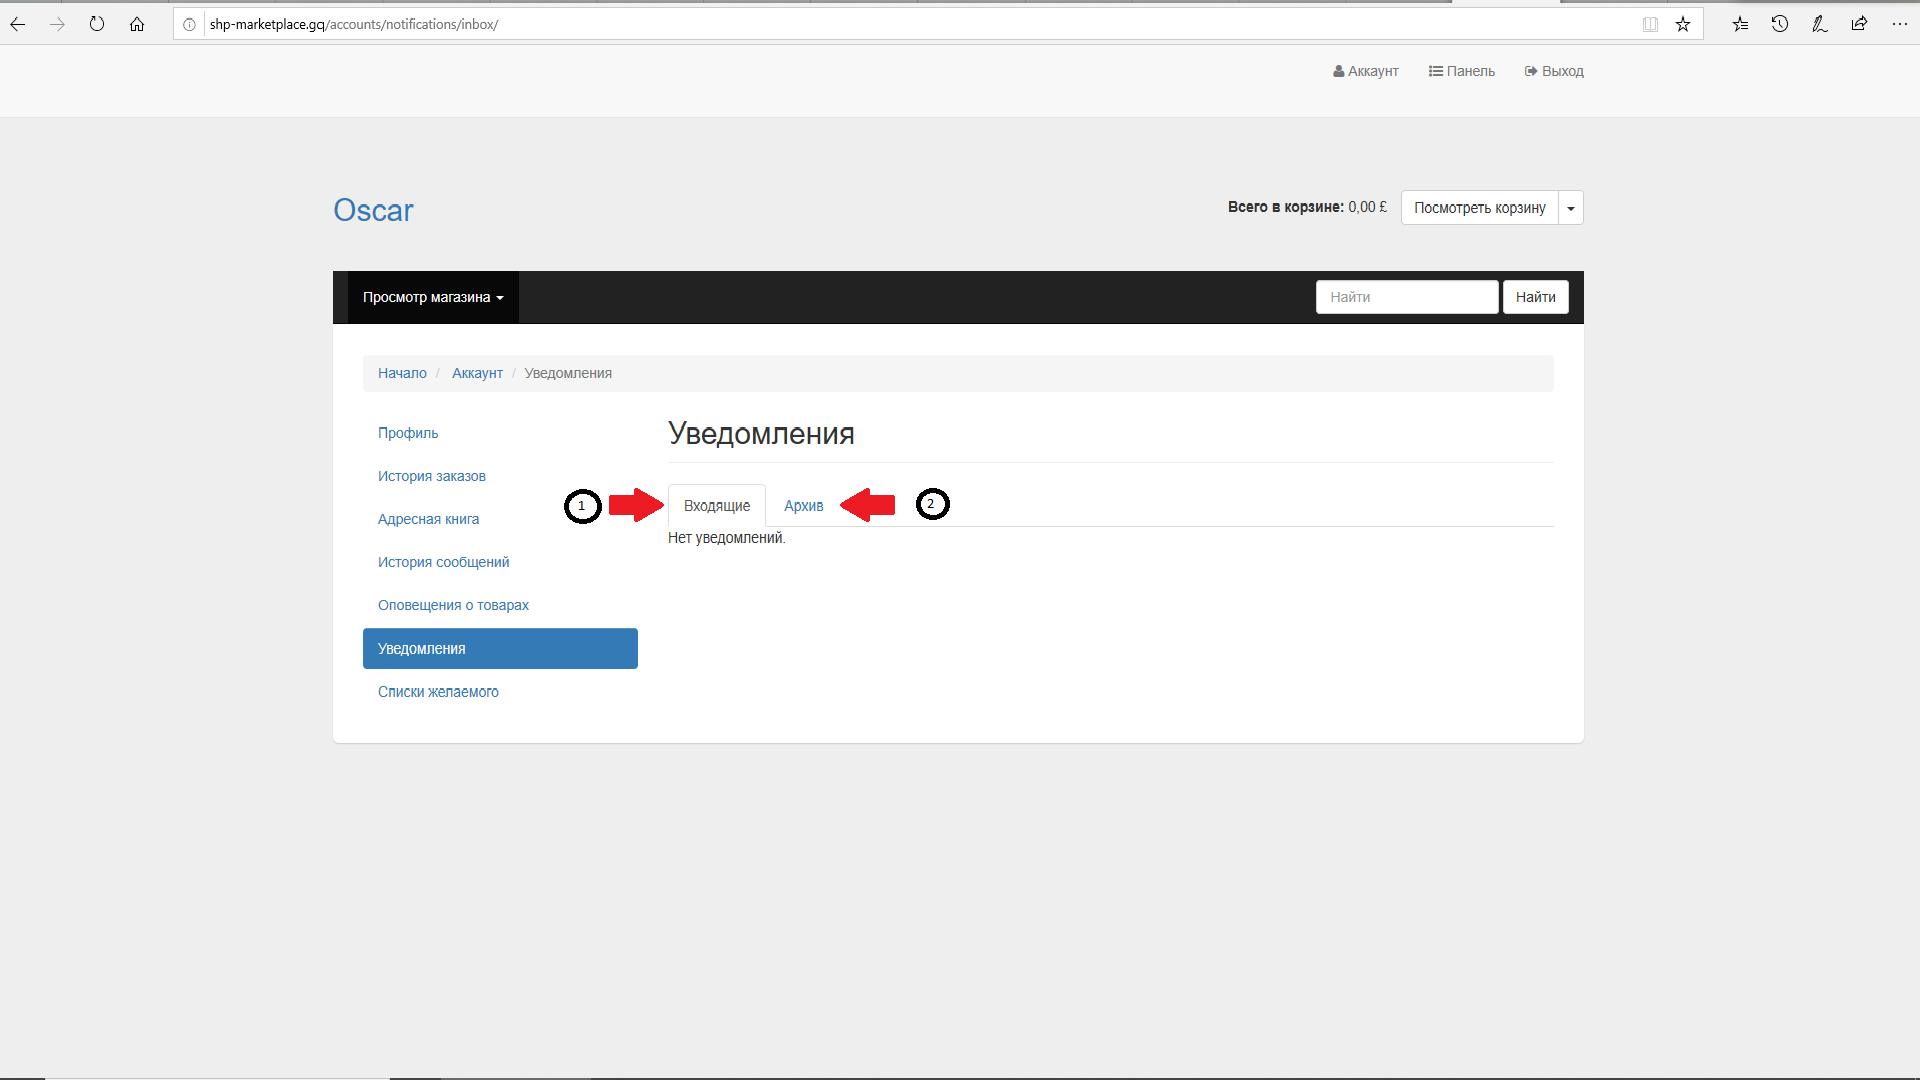 shp-marketplace.gq/accounts/notifications/inbox/
Аккаунт Панель Выход
Oscar
Всего в корзине: 0,00 £ Посмотреть корзину
Просмотр магазина Найти Найти
Начало / Аккаунт / Уведомления
Профиль
История заказов
Адресная книга
История сообщений
Оповещения о товарах
Уведомления
Списки желаемого
Уведомления
1 Входящие Архив 2
Нет уведомлений.